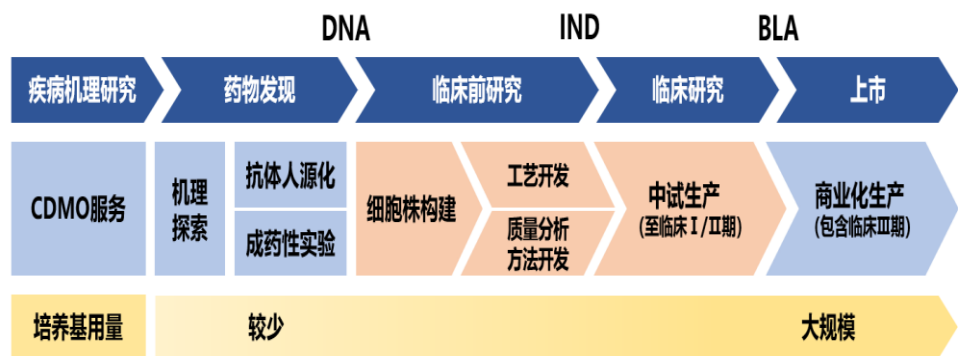 DNA
IND
BLA
疾病机理研究
药物发现
临床前研究
临床研究
上市
CDMO服务
机理
探索
抗体人源化
成药性实验
细胞株构建
工艺开发
质量分析
方法开发
中试生产
(至临床Ⅰ/Ⅱ期)
商业化生产
(包含临床Ⅲ期)
培养基用量
较少
大规模